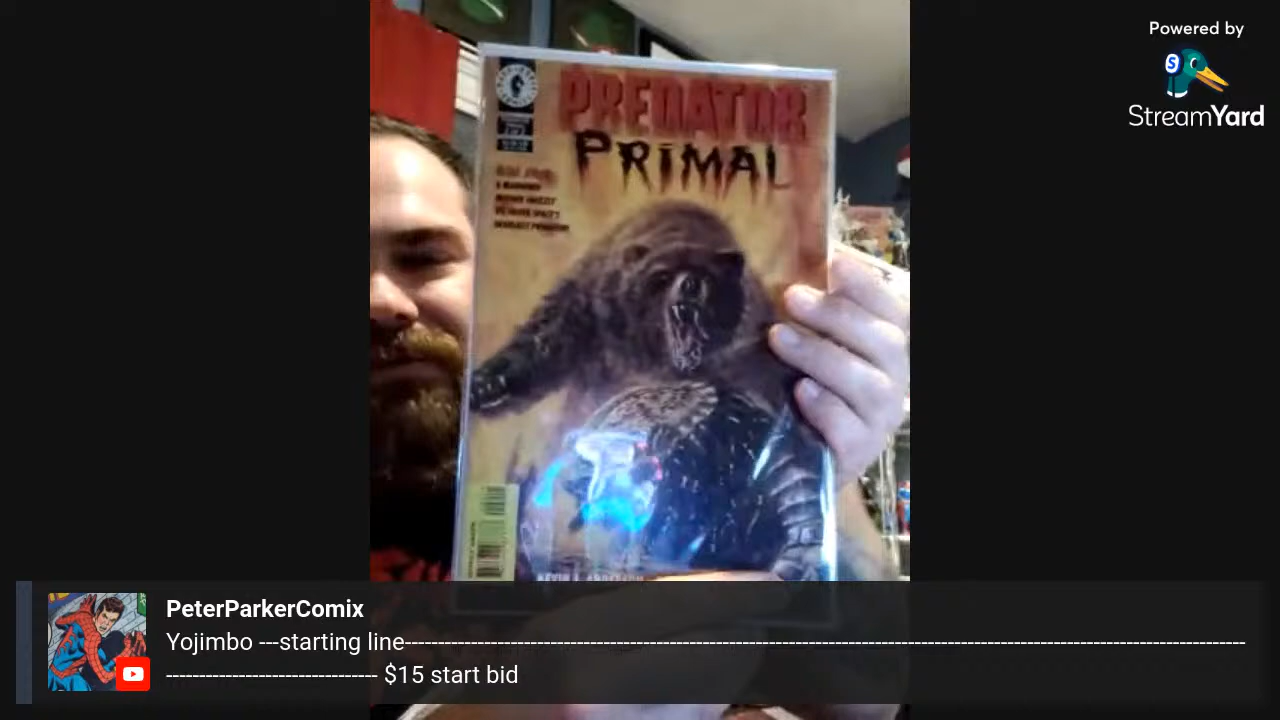 Powered by
StreamYard
PREDATOR
PRIMAL
PeterParkerComix
Yojimbo ---starting line------------------------------------------------------------------------------------------------------------------------------
-------------------------------- $15 start bid